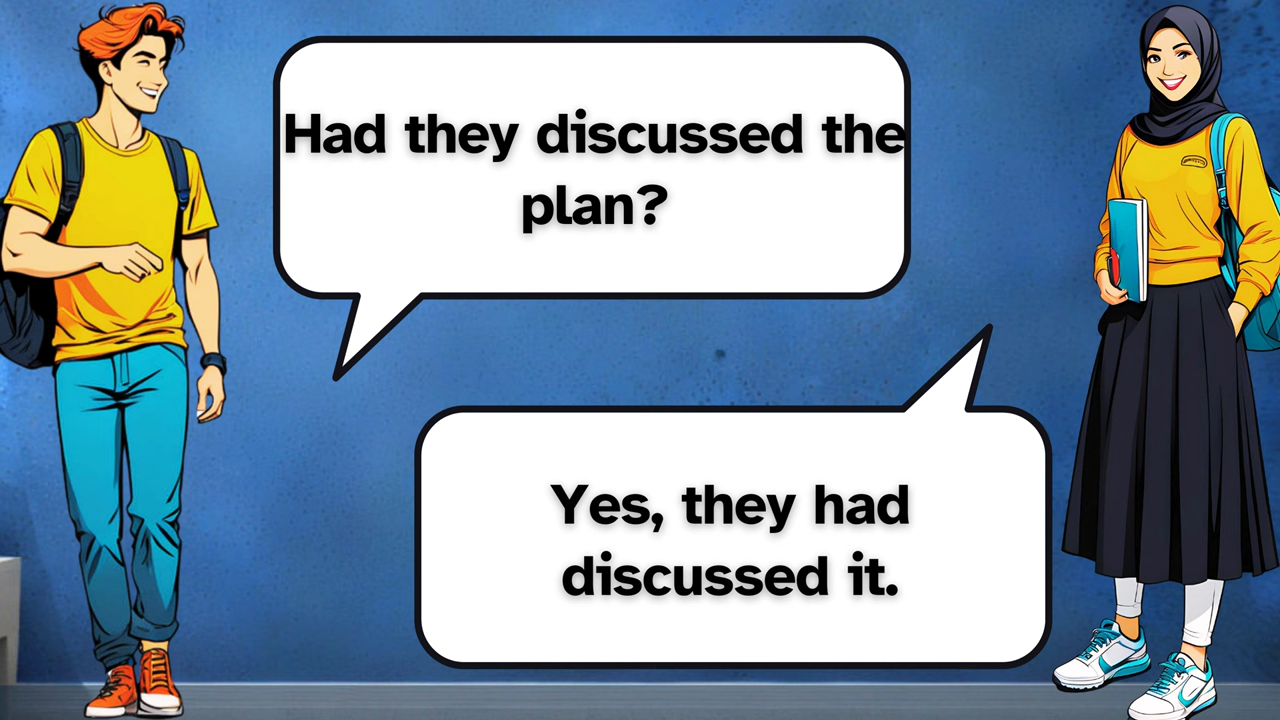 Had they discussed the
plan?
Yes, they had
discussed it.